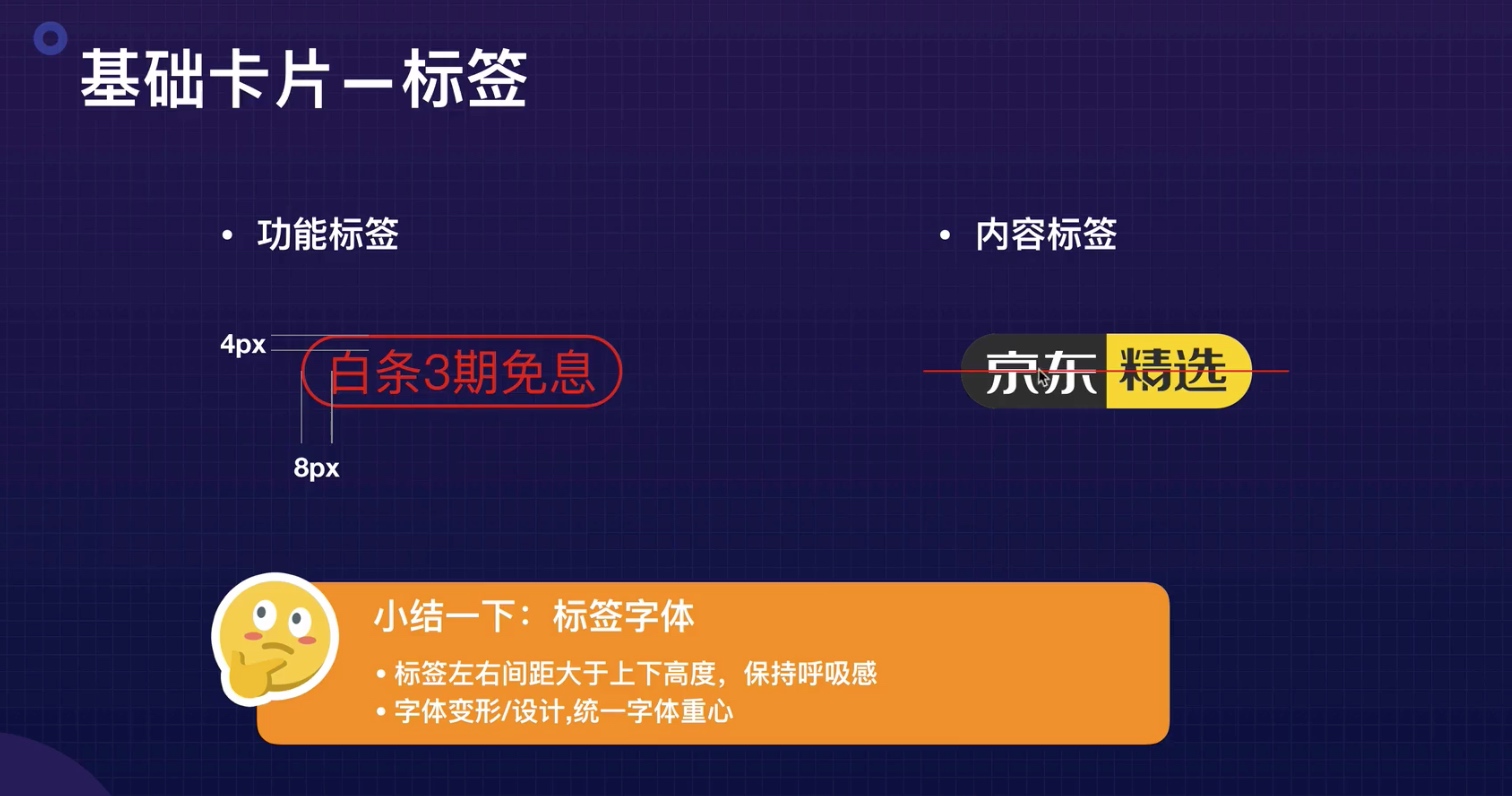 基础卡片－标签
• 功能标签
• 内容标签
4px
白条3期免息
8px
京东 精选
小结一下：标签字体
• 标签左右间距大于上下高度，保持呼吸感
• 字体变形/设计,统一字体重心